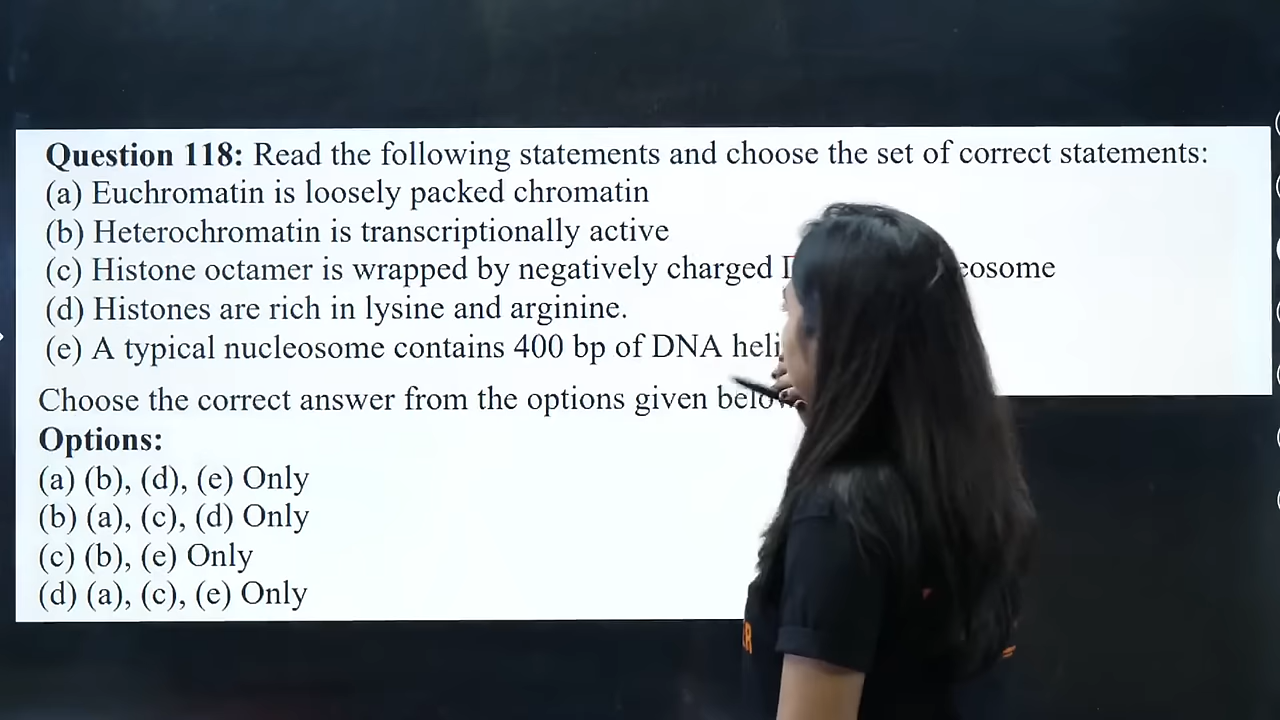 Question 118: Read the following statements and choose the set of correct statements:
(a) Euchromatin is loosely packed chromatin
(b) Heterochromatin is transcriptionally active
(c) Histone octamer is wrapped by negatively charged
(d) Histones are rich in lysine and arginine.
(e) A typical nucleosome contains 400 bp of DNA
Choose the correct answer from the options given
Options:
(a) (b), (d), (e) Only
(b) (a), (c), (d) Only
(c) (b), (e) Only
(d) (a), (c), (e) Only